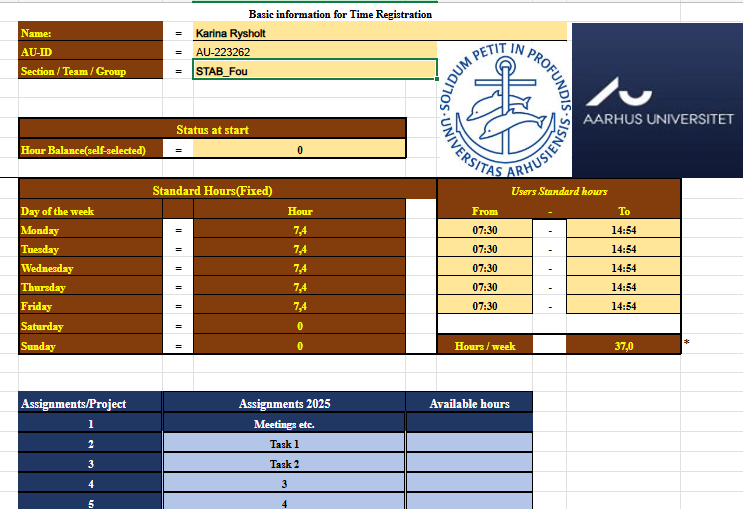 Basic information for Time Registration
Name: = Karina Rysholt
AU-ID = AU-223262
Section / Team / Group = STAB_Fou
SOLIDUM PETIT IN PROFUNDIS
UNIVERSITAS ARHUSIENSIS
AARHUS UNIVERSITET
Status at start
Hour Balance(self-selected) = 0
Standard Hours(Fixed) Users Standard hours
Day of the week Hour From - To
Monday = 7,4 07:30 - 14:54
Tuesday = 7,4 07:30 - 14:54
Wednesday = 7,4 07:30 - 14:54
Thursday = 7,4 07:30 - 14:54
Friday = 7,4 07:30 - 14:54
Saturday = 0
Sunday = 0 Hours / week 37,0 *
Assignments/Project Assignments 2025 Available hours
1 Meetings etc.
2 Task 1
3 Task 2
4 3
5 4